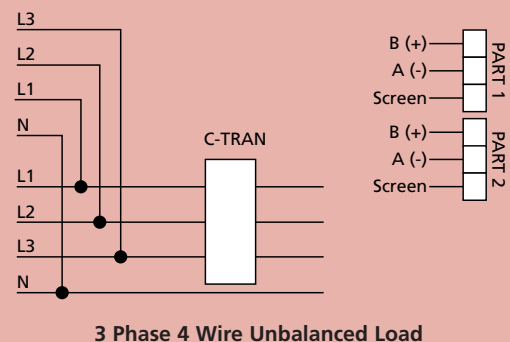 L3
L2
L1
N
L1
L2
L3
N
C-TRAN
B (+)
A (-)
Screen
PART 1
B (+)
A (-)
Screen
PART 2
3 Phase 4 Wire Unbalanced Load